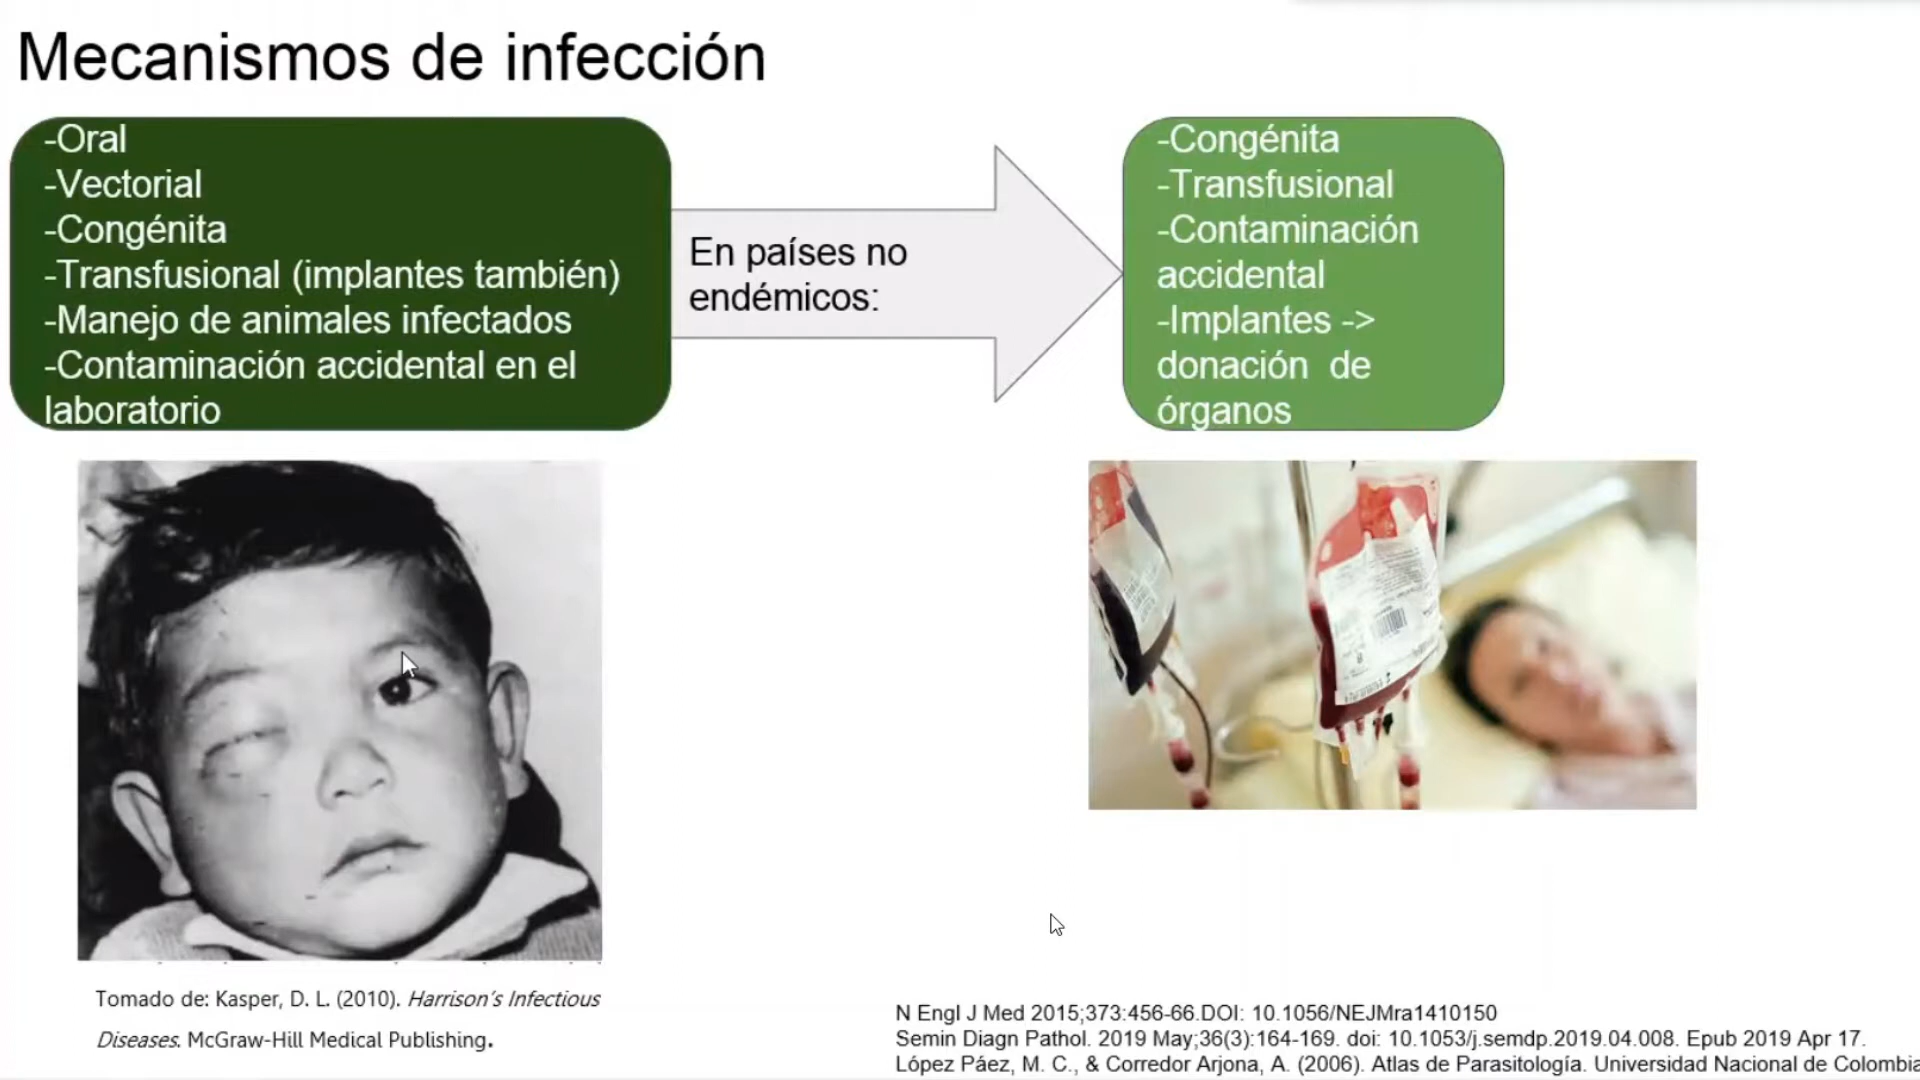 Mecanismos de infección
-Oral
-Vectorial
-Congénita
-Transfusional (implantes también)
-Manejo de animales infectados
-Contaminación accidental en el
laboratorio
En países no
endémicos:
-Congénita
-Transfusional
-Contaminación
accidental
-Implantes ->
donación de
órganos
Tomado de: Kasper, D. L. (2010). Harrison's Infectious
Diseases. McGraw-Hill Medical Publishing.
N Engl J Med 2015;373:456-66.DOI: 10.1056/NEJMra1410150
Semin Diagn Pathol. 2019 May;36(3):164-169. doi: 10.1053/j.semdp.2019.04.008. Epub 2019 Apr 17.
López Páez, M. C., & Corredor Arjona, A. (2006). Atlas de Parasitología. Universidad Nacional de Colombia